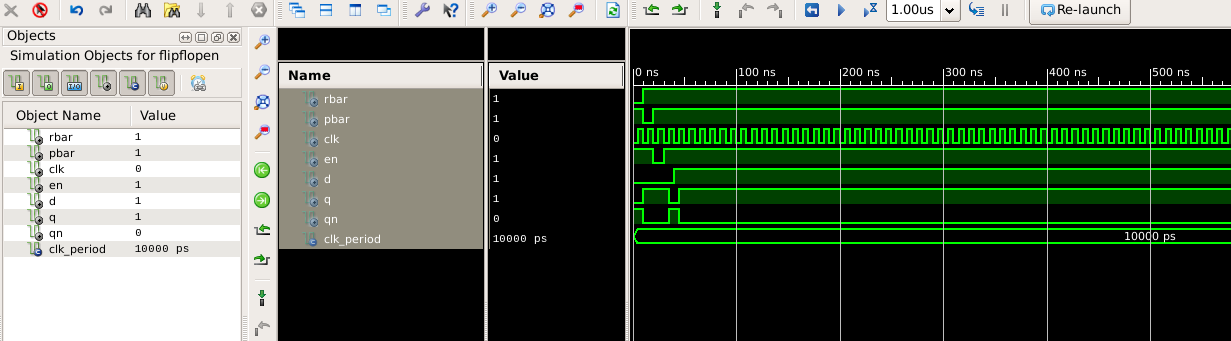 1.00us
Re-launch
Objects
Simulation Objects for flipflopen
Object Name Value
rbar 1
pbar 1
clk 0
en 1
d 1
q 1
qn 0
clk_period 10000 ps
Name Value
rbar 1
pbar 1
clk 0
en 1
d 1
q 1
qn 0
clk_period 10000 ps
0 ns 100 ns 200 ns 300 ns 400 ns 500 ns
10000 ps